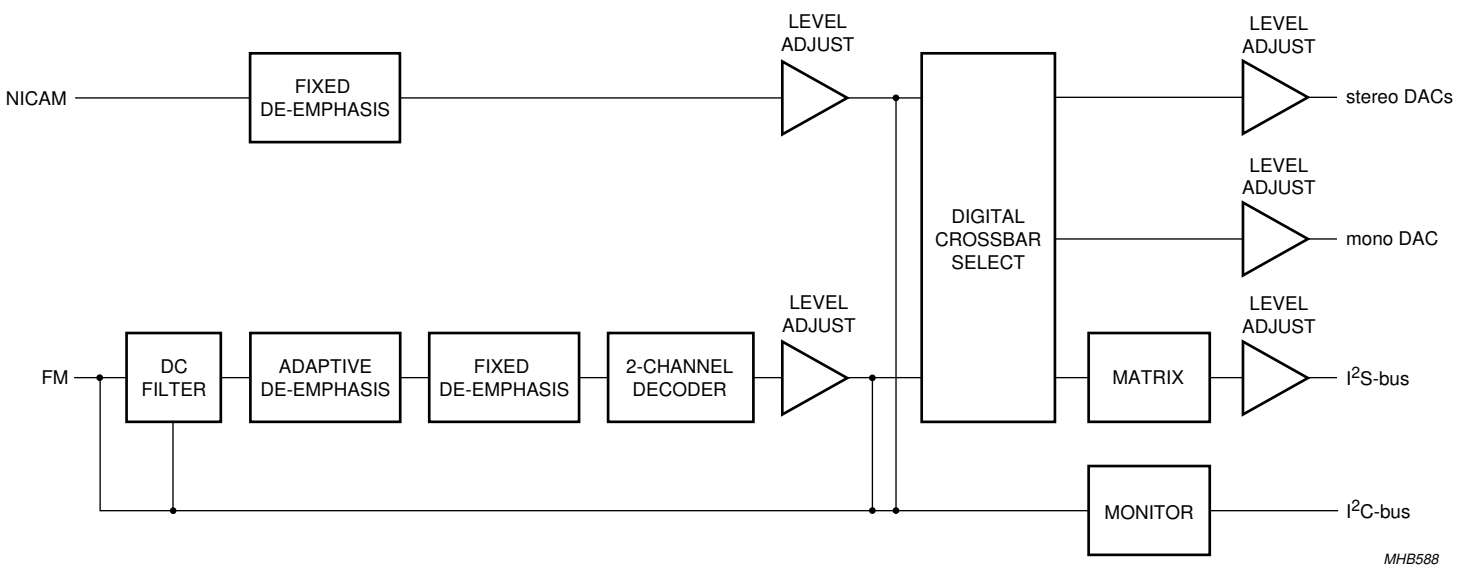 LEVEL
ADJUST
LEVEL
ADJUST
NICAM
FIXED
DE-EMPHASIS
stereo DACs
LEVEL
ADJUST
DIGITAL
CROSSBAR
SELECT
mono DAC
LEVEL
ADJUST
LEVEL
ADJUST
FM
DC
FILTER
ADAPTIVE
DE-EMPHASIS
FIXED
DE-EMPHASIS
2-CHANNEL
DECODER
MATRIX
I²S-bus
MONITOR
I²C-bus
MHB588